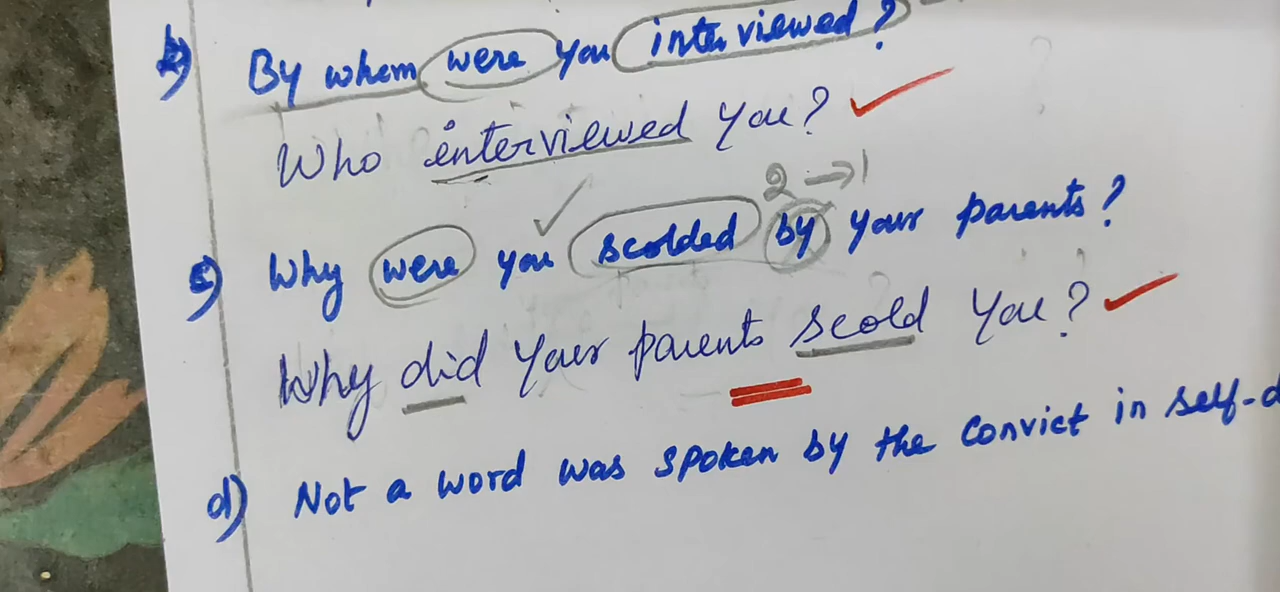 b) By whom were you interviewed?
Who interviewed you?
2 → 1
c) Why were you scolded by your parents?
Why did your parents scold you?
d) Not a word was spoken by the convict in self-d